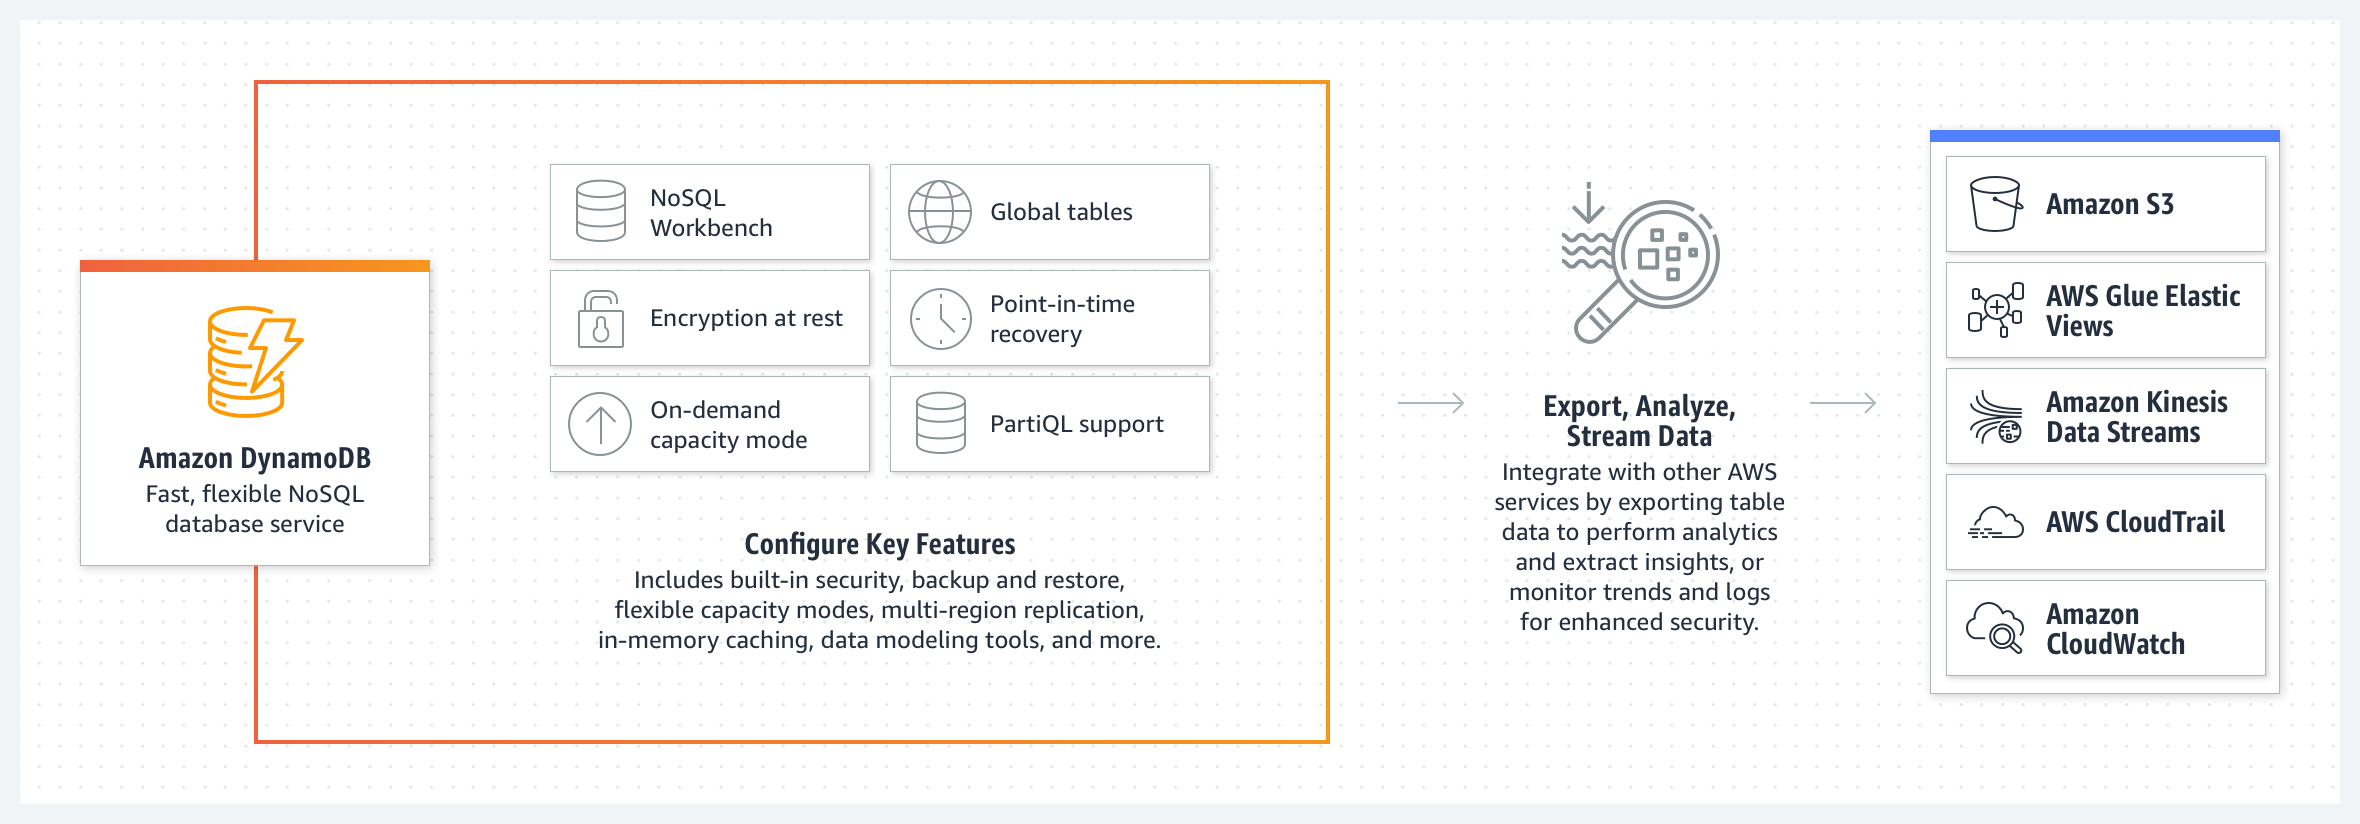 Amazon DynamoDB
Fast, flexible NoSQL
database service
NoSQL
Workbench
Global tables
Encryption at rest
Point-in-time
recovery
On-demand
capacity mode
PartiQL support
Configure Key Features
Includes built-in security, backup and restore,
flexible capacity modes, multi-region replication,
in-memory caching, data modeling tools, and more.
Export, Analyze,
Stream Data
Integrate with other AWS
services by exporting table
data to perform analytics
and extract insights, or
monitor trends and logs
for enhanced security.
Amazon S3
AWS Glue Elastic
Views
Amazon Kinesis
Data Streams
AWS CloudTrail
Amazon
CloudWatch